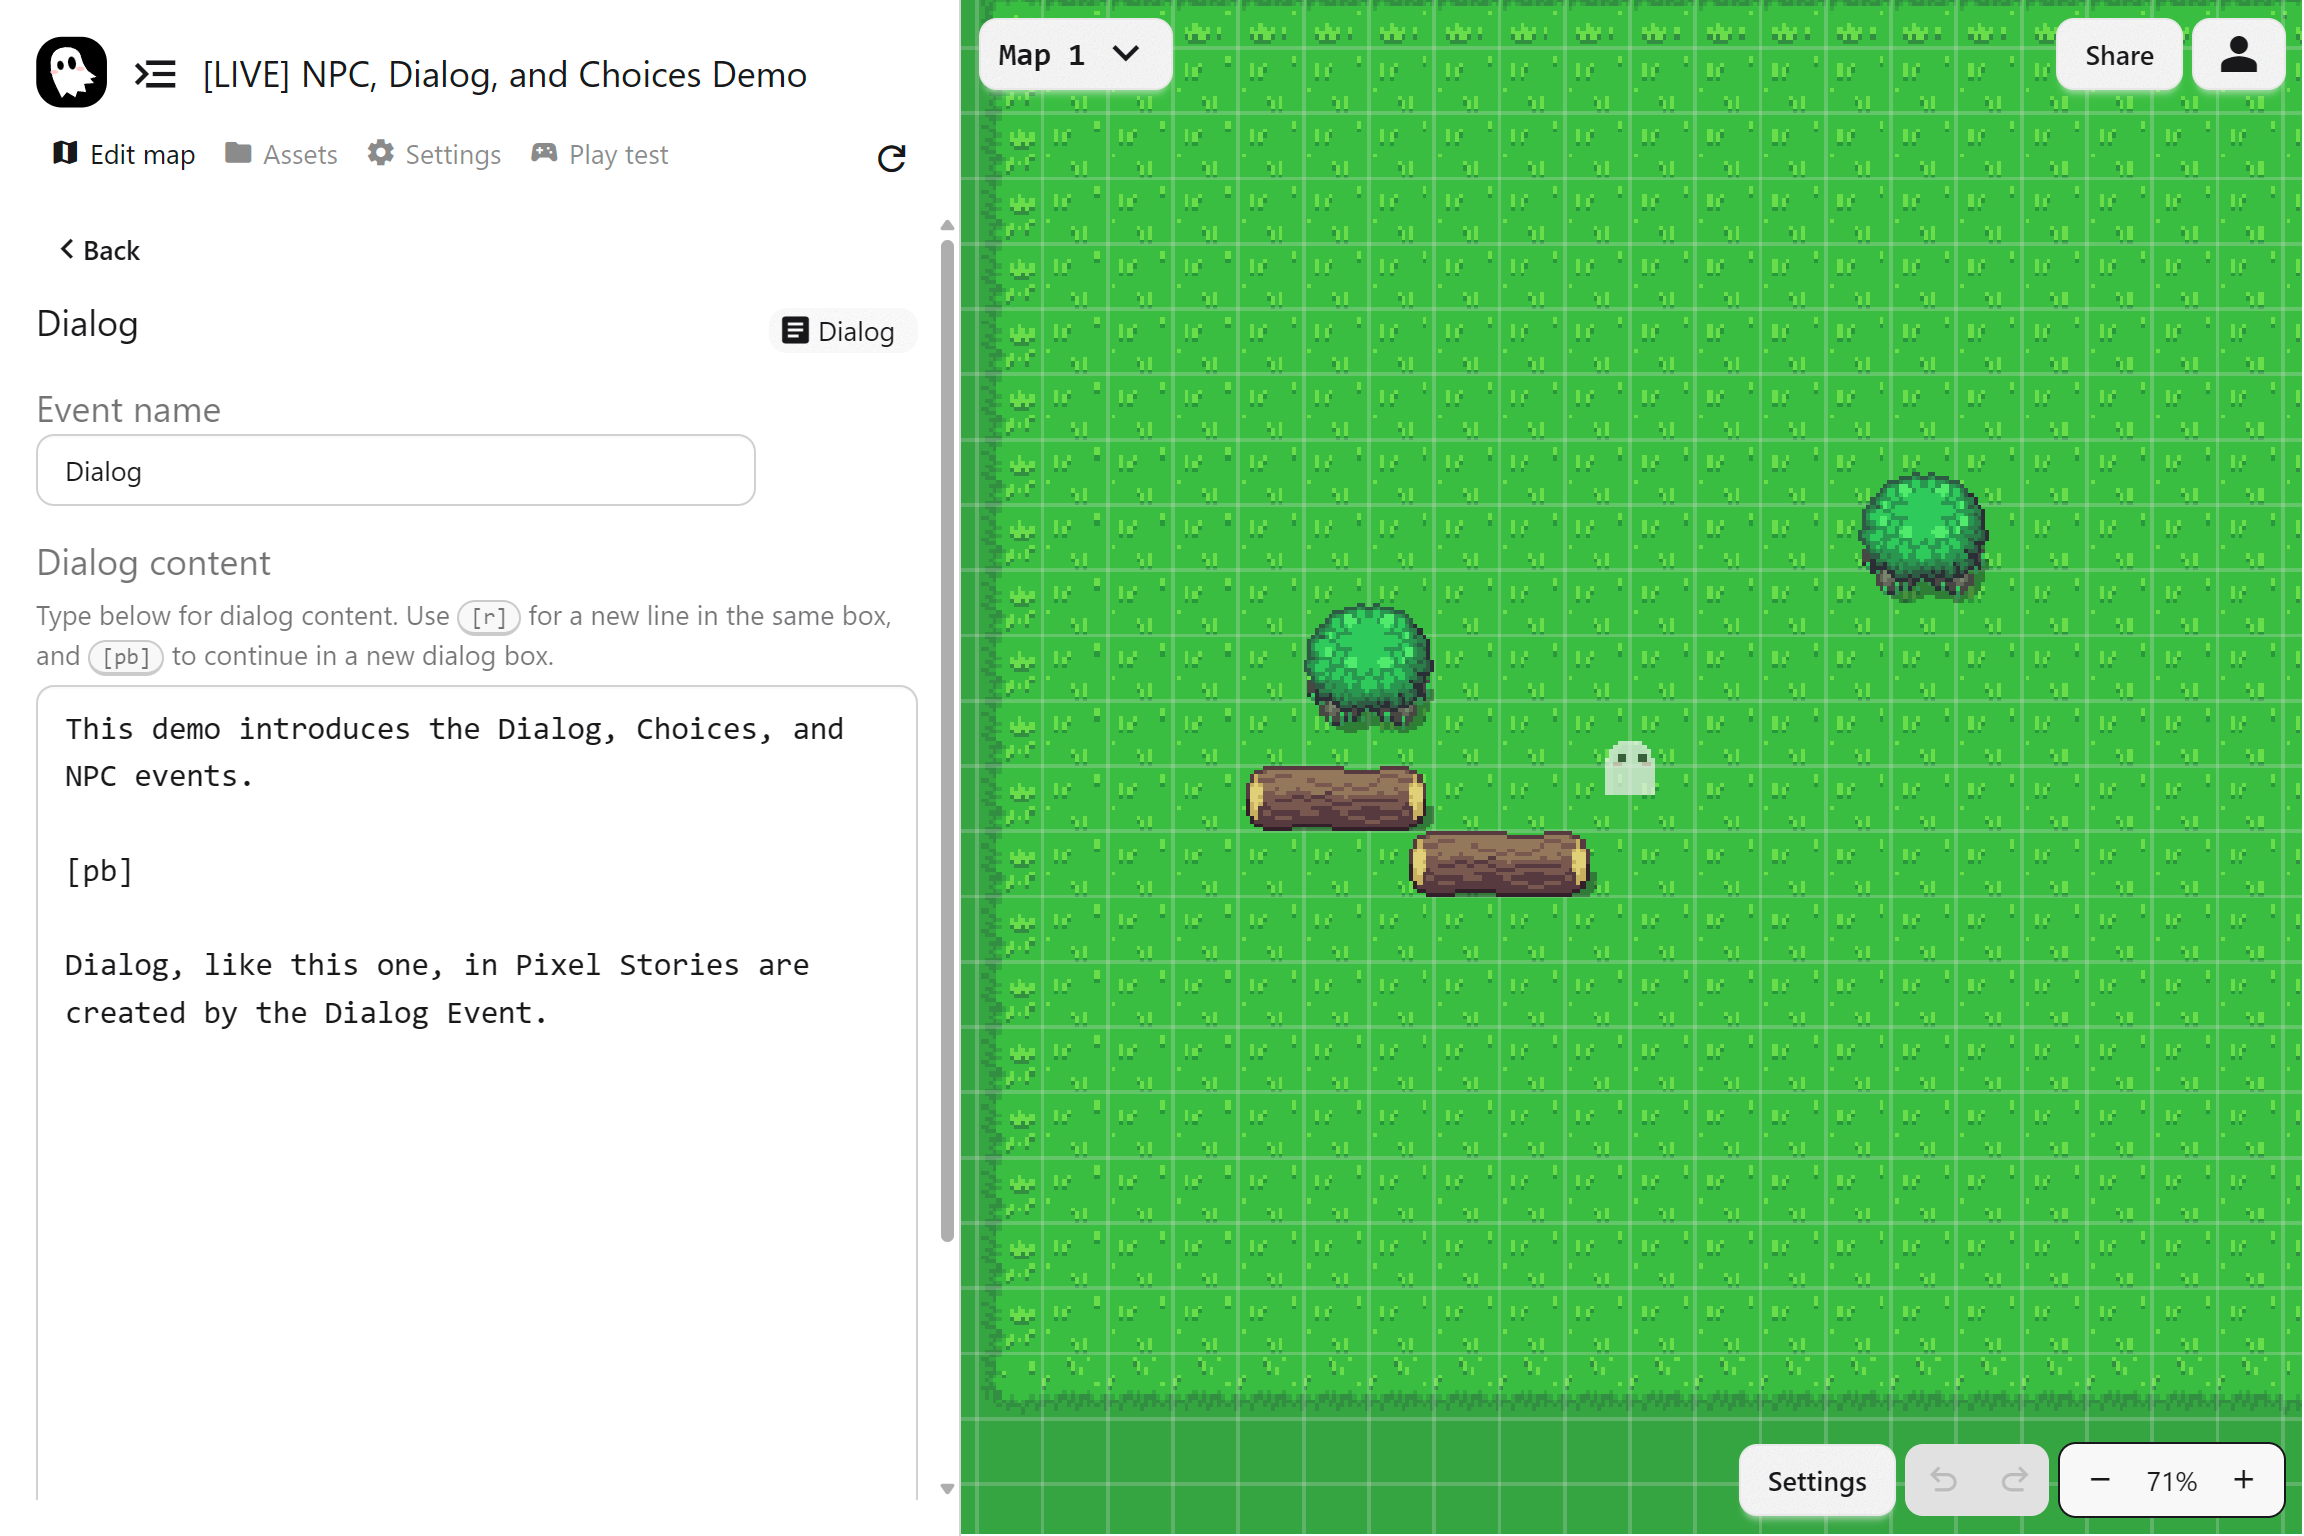 [LIVE] NPC, Dialog, and Choices Demo
Edit map Assets Settings Play test
Back
Dialog
Dialog
Event name
Dialog
Dialog content
Type below for dialog content. Use [r] for a new line in the same box,
and [pb] to continue in a new dialog box.
This demo introduces the Dialog, Choices, and
NPC events.
[pb]
Dialog, like this one, in Pixel Stories are
created by the Dialog Event.
Map 1
Share
Settings
71%